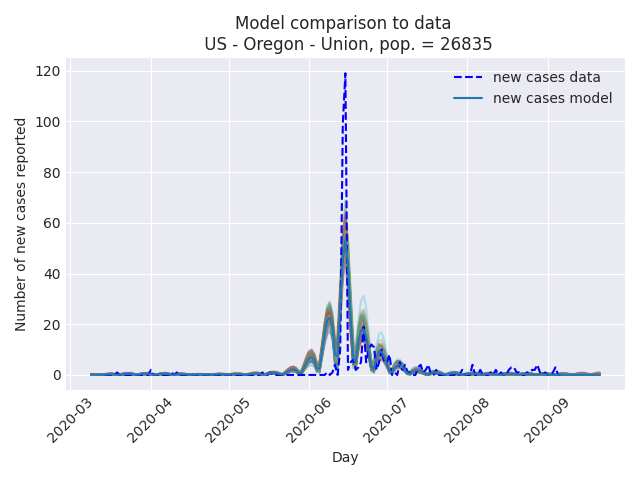 Model comparison to data
US - Oregon - Union, pop. = 26835
new cases data
new cases model
120
100
80
60
40
20
0
Number of new cases reported
2020-03
2020-04
2020-05
2020-06
2020-07
2020-08
2020-09
Day